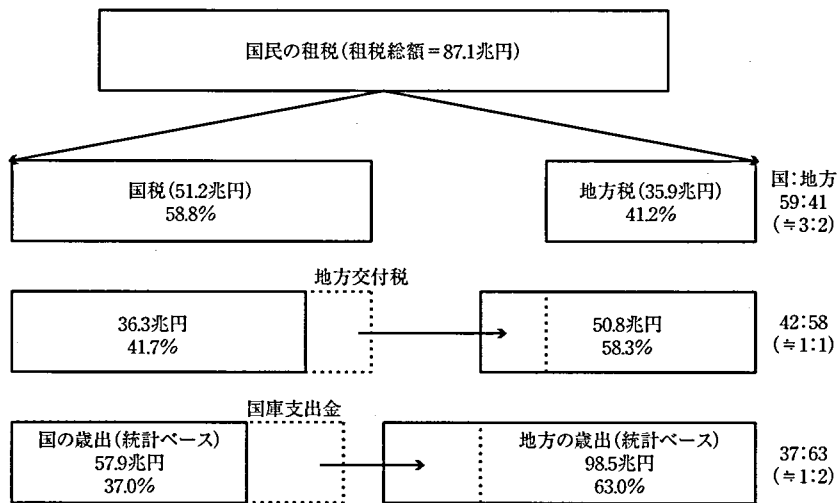 国民の租税(租税総額=87.1兆円)
国税(51.2兆円)
58.8%
地方税(35.9兆円)
41.2%
国:地方
59:41
(≒3:2)
地方交付税
36.3兆円
41.7%
50.8兆円
58.3%
42:58
(≒1:1)
国庫支出金
国の歳出(統計ベース)
57.9兆円
37.0%
地方の歳出(統計ベース)
98.5兆円
63.0%
37:63
(≒1:2)